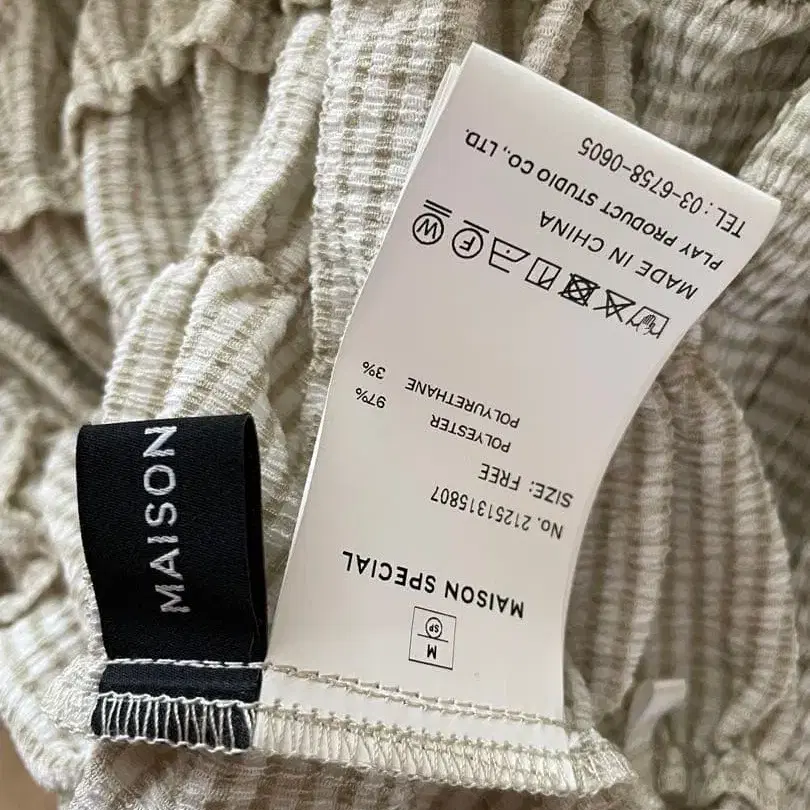 MAISON
M
SP
MAISON SPECIAL
No. 21251315807
SIZE: FREE
POLYESTER 97%
POLYURETHANE 3%
W F
MADE IN CHINA
PLAY PRODUCT STUDIO CO.,LTD.
TEL: 03-6758-0605